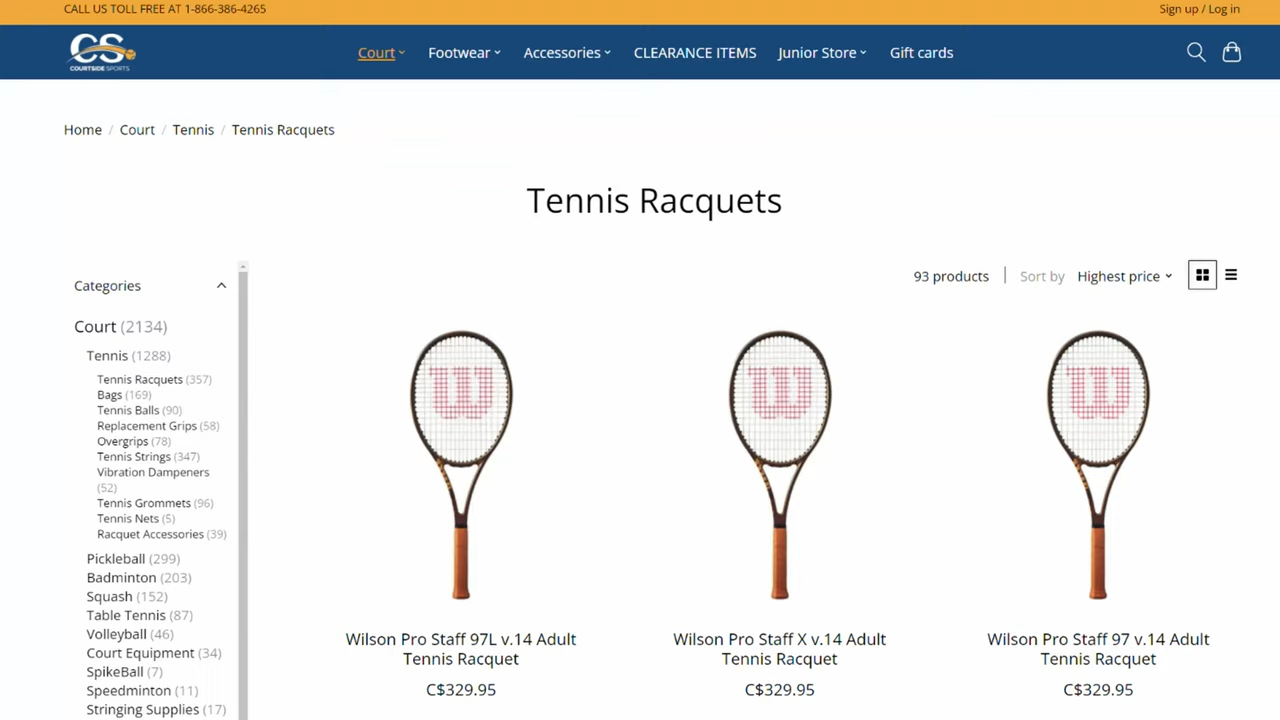 CALL US TOLL FREE AT 1-866-386-4265
Sign up / Log in
CS
COURTSIDE SPORTS
Court
Footwear
Accessories
CLEARANCE ITEMS
Junior Store
Gift cards
Home / Court / Tennis / Tennis Racquets
Tennis Racquets
93 products
Sort by Highest price
Categories
Court (2134)
Tennis (1288)
Tennis Racquets (357)
Bags (169)
Tennis Balls (90)
Replacement Grips (58)
Overgrips (78)
Tennis Strings (347)
Vibration Dampeners
(52)
Tennis Grommets (96)
Tennis Nets (5)
Racquet Accessories (39)
Pickleball (299)
Badminton (203)
Squash (152)
Table Tennis (87)
Volleyball (46)
Court Equipment (34)
SpikeBall (7)
Speedminton (11)
Stringing Supplies (17)
W
W
W
Wilson Pro Staff 97L v.14 Adult
Tennis Racquet
C$329.95
Wilson Pro Staff X v.14 Adult
Tennis Racquet
C$329.95
Wilson Pro Staff 97 v.14 Adult
Tennis Racquet
C$329.95